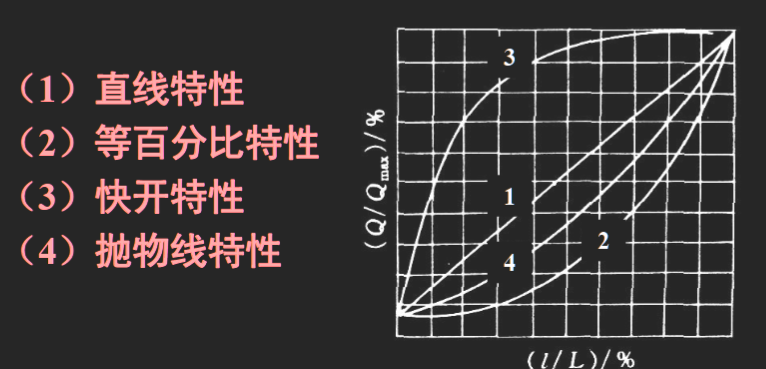 （1）直线特性
（2）等百分比特性
（3）快开特性
（4）抛物线特性
(Q/Qmax)/%
3
1
2
4
(l/L)/%